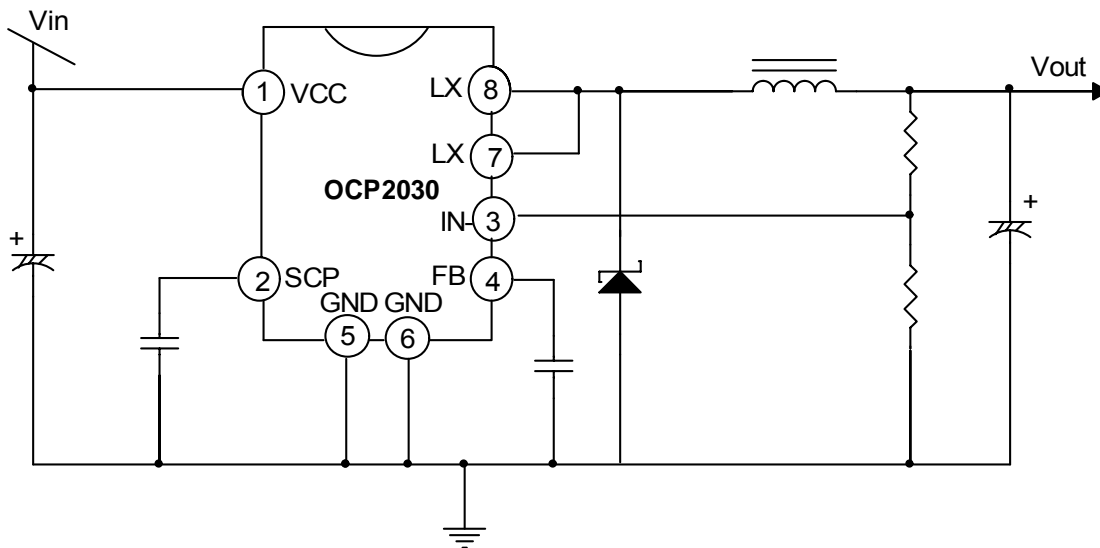 Vin
Vout
1 VCC
LX 8
LX 7
OCP2030
IN- 3
2 SCP
FB 4
GND GND
5 6
+
+